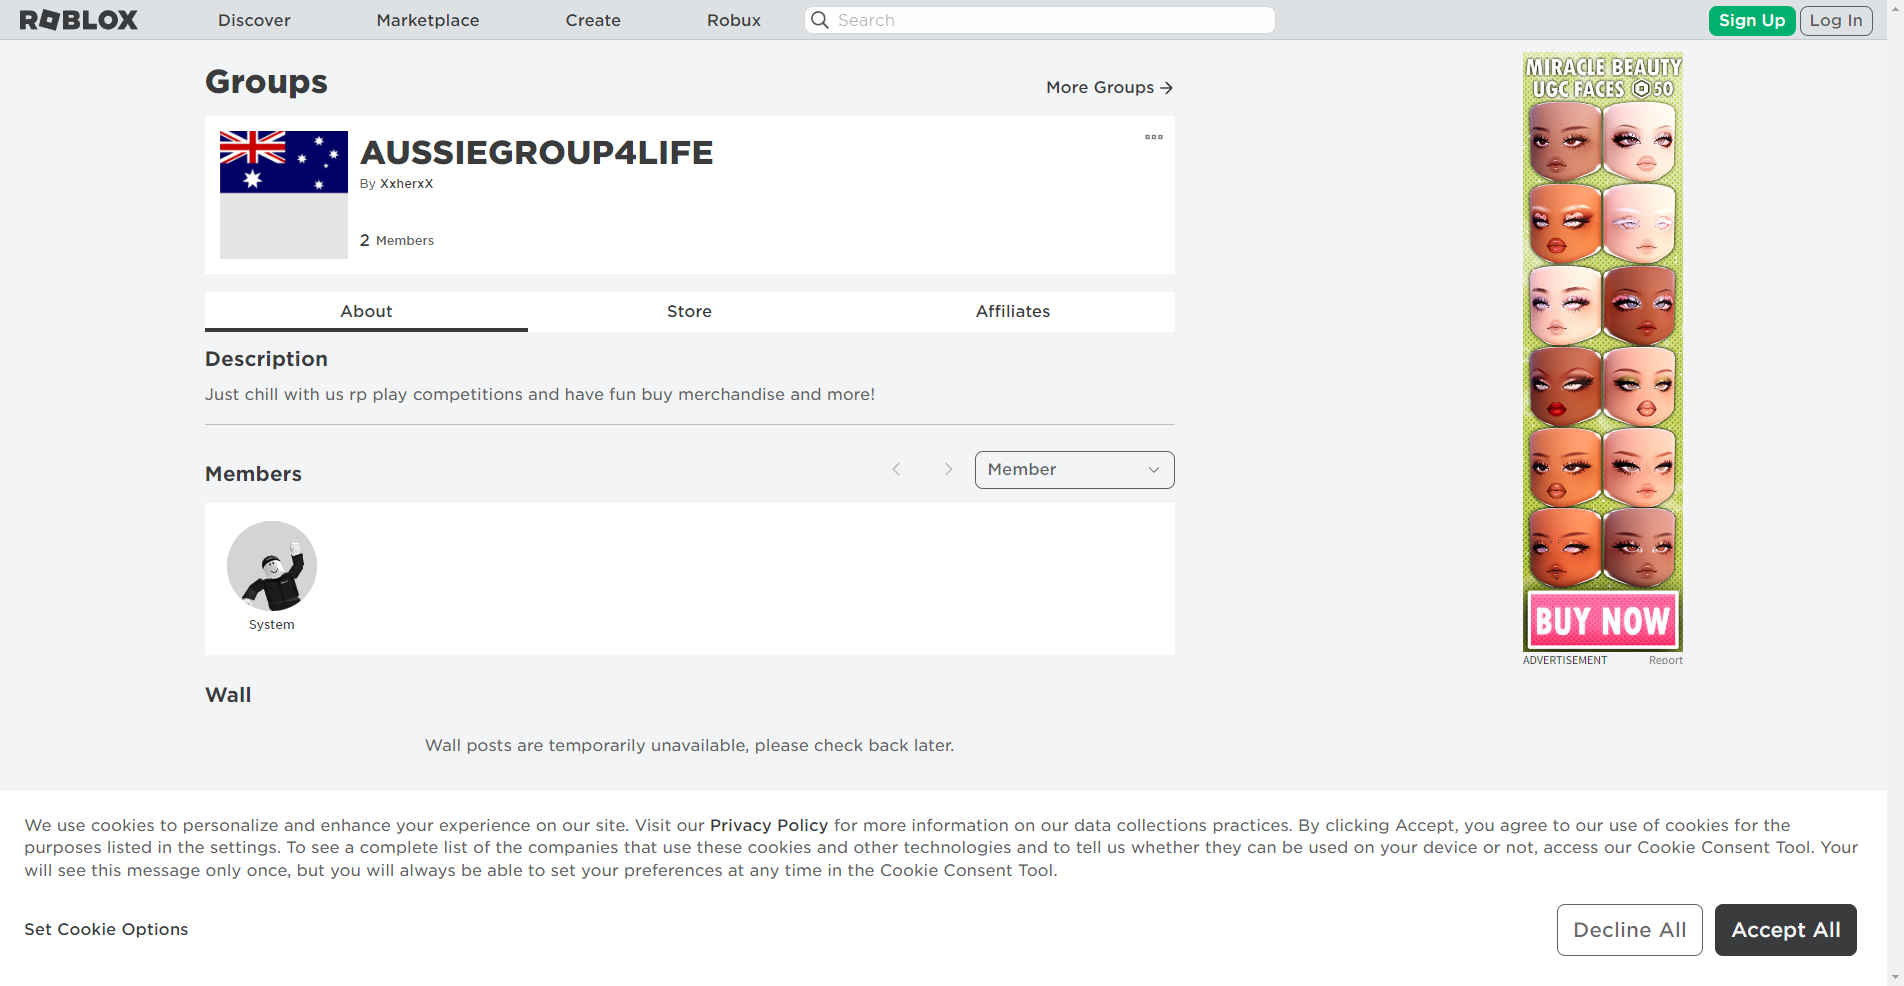 ROBLOX
Discover
Marketplace
Create
Robux
Search
Sign Up
Log In
Groups
More Groups
AUSSIEGROUP4LIFE
By XxherxX
2 Members
About
Store
Affiliates
Description
Just chill with us rp play competitions and have fun buy merchandise and more!
Members
Member
System
Wall
Wall posts are temporarily unavailable, please check back later.
MIRACLE BEAUTY
UGC FACES 50
BUY NOW
ADVERTISEMENT
Report
We use cookies to personalize and enhance your experience on our site. Visit our Privacy Policy for more information on our data collections practices. By clicking Accept, you agree to our use of cookies for the
purposes listed in the settings. To see a complete list of the companies that use these cookies and other technologies and to tell us whether they can be used on your device or not, access our Cookie Consent Tool. Your
will see this message only once, but you will always be able to set your preferences at any time in the Cookie Consent Tool.
Set Cookie Options
Decline All
Accept All